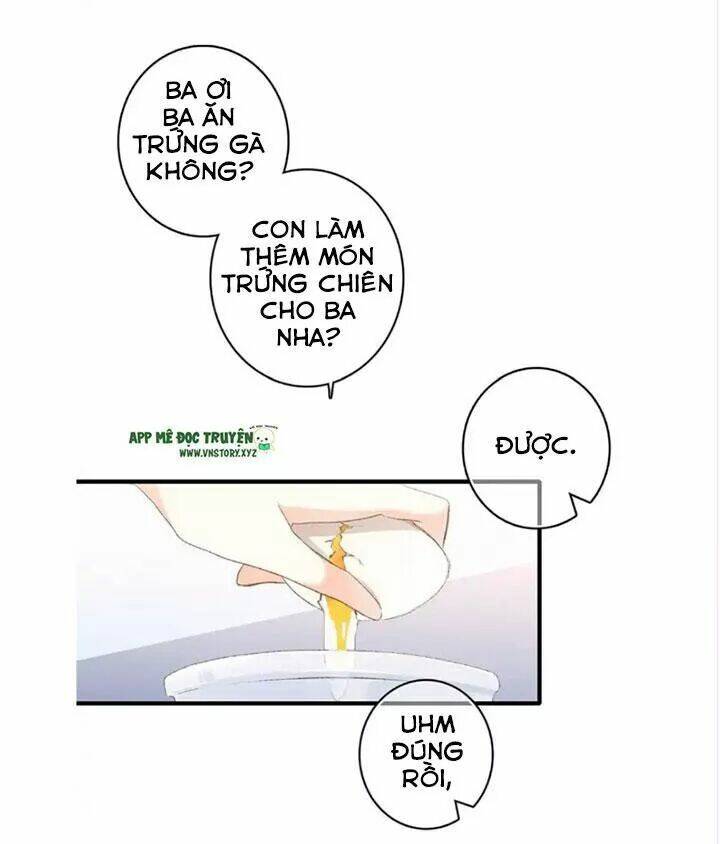 BA ƠI
BA ĂN
TRỨNG GÀ
KHÔNG?
CON LÀM
THÊM MÓN
TRỨNG CHIÊN
CHO BA
NHA?
APP MÊ ĐỌC TRUYỆN
WWW.VNSTORY.XYZ
ĐƯỢC.
UHM
ĐÚNG
RỒI,